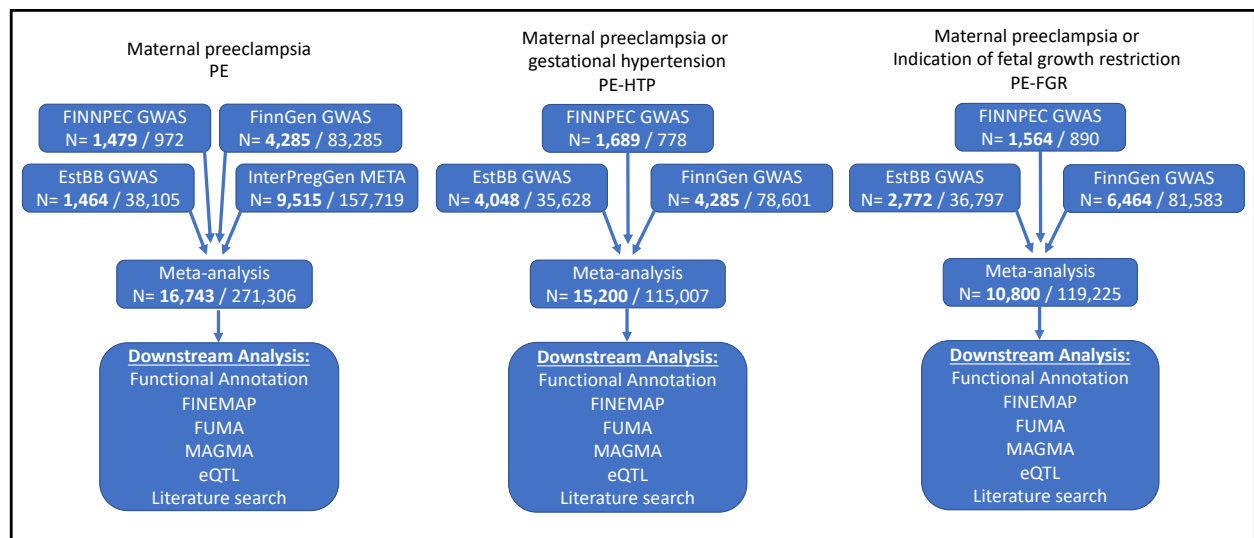 Maternal preeclampsia
PE
FINNPEC GWAS
N= 1,479 / 972
FinnGen GWAS
N= 4,285 / 83,285
EstBB GWAS
N= 1,464 / 38,105
InterPregGen META
N= 9,515 / 157,719
Meta-analysis
N= 16,743 / 271,306
Downstream Analysis:
Functional Annotation
FINEMAP
FUMA
MAGMA
eQTL
Literature search
Maternal preeclampsia or
gestational hypertension
PE-HTP
FINNPEC GWAS
N= 1,689 / 778
EstBB GWAS
N= 4,048 / 35,628
FinnGen GWAS
N= 4,285 / 78,601
Meta-analysis
N= 15,200 / 115,007
Downstream Analysis:
Functional Annotation
FINEMAP
FUMA
MAGMA
eQTL
Literature search
Maternal preeclampsia or
Indication of fetal growth restriction
PE-FGR
FINNPEC GWAS
N= 1,564 / 890
EstBB GWAS
N= 2,772 / 36,797
FinnGen GWAS
N= 6,464 / 81,583
Meta-analysis
N= 10,800 / 119,225
Downstream Analysis:
Functional Annotation
FINEMAP
FUMA
MAGMA
eQTL
Literature search